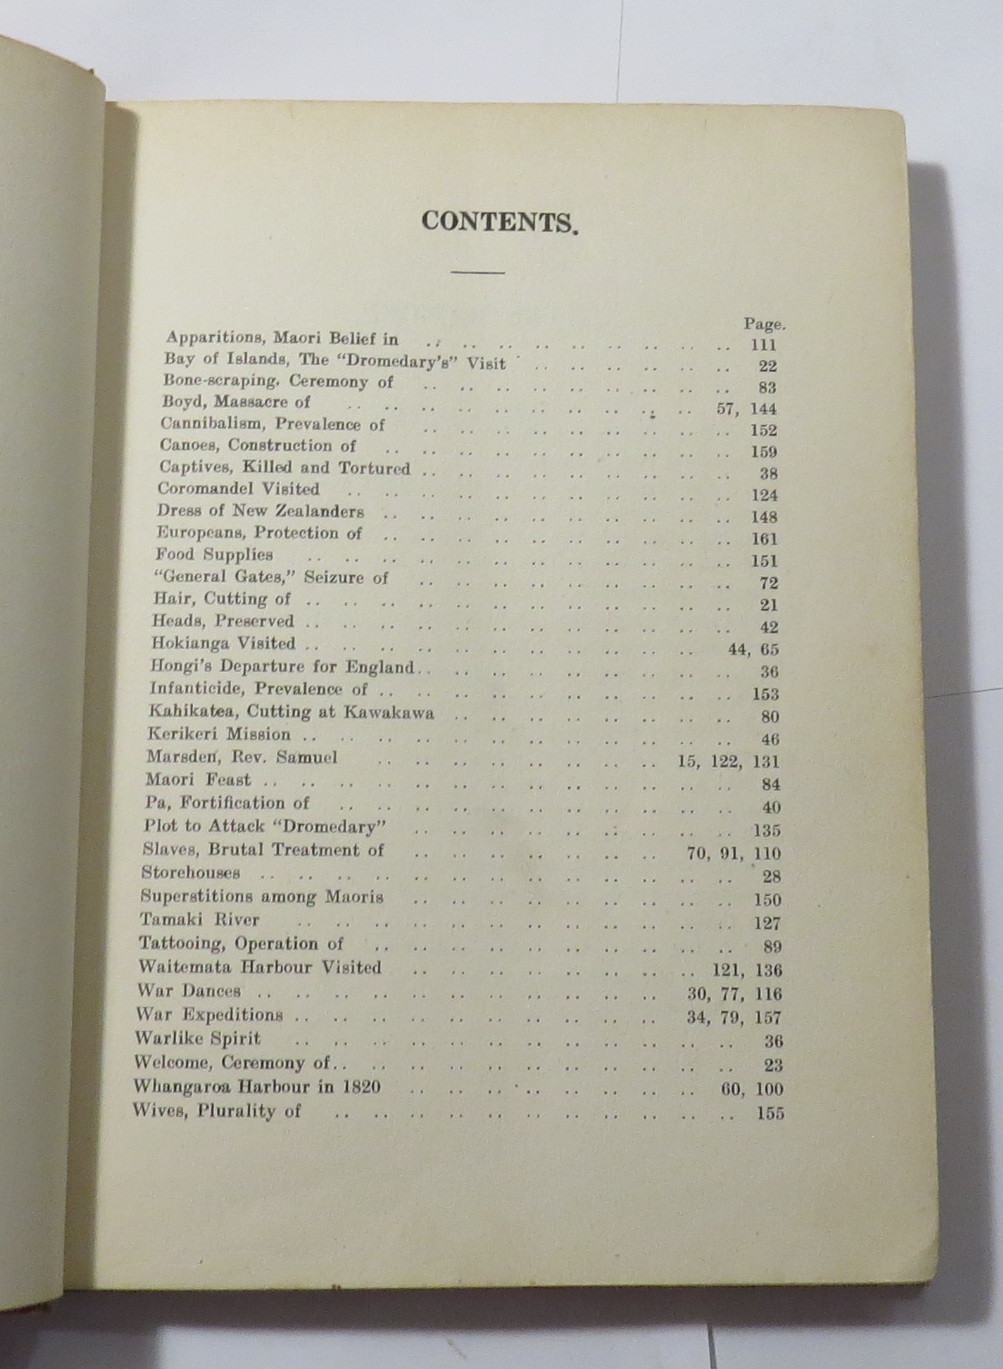 CONTENTS.
Page.
Apparitions, Maori Belief in .. .. .. .. .. .. .. .. .. 111
Bay of Islands, The "Dromedary's" Visit .. .. .. .. .. .. 22
Bone-scraping, Ceremony of .. .. .. .. .. .. .. .. .. 83
Boyd, Massacre of .. .. .. .. .. .. .. .. .. .. 57, 144
Cannibalism, Prevalence of .. .. .. .. .. .. .. .. .. 152
Canoes, Construction of .. .. .. .. .. .. .. .. .. .. 159
Captives, Killed and Tortured .. .. .. .. .. .. .. .. .. 38
Coromandel Visited .. .. .. .. .. .. .. .. .. .. .. 124
Dress of New Zealanders .. .. .. .. .. .. .. .. .. .. 148
Europeans, Protection of .. .. .. .. .. .. .. .. .. .. 161
Food Supplies .. .. .. .. .. .. .. .. .. .. .. .. 151
"General Gates," Seizure of .. .. .. .. .. .. .. .. .. 72
Hair, Cutting of .. .. .. .. .. .. .. .. .. .. .. .. 21
Heads, Preserved .. .. .. .. .. .. .. .. .. .. .. .. 42
Hokianga Visited .. .. .. .. .. .. .. .. .. .. .. 44, 65
Hongi's Departure for England .. .. .. .. .. .. .. .. .. 36
Infanticide, Prevalence of .. .. .. .. .. .. .. .. .. .. 153
Kahikatea, Cutting at Kawakawa .. .. .. .. .. .. .. .. 80
Kerikeri Mission .. .. .. .. .. .. .. .. .. .. .. .. 46
Marsden, Rev. Samuel .. .. .. .. .. .. .. .. 15, 122, 131
Maori Feast .. .. .. .. .. .. .. .. .. .. .. .. .. 84
Pa, Fortification of .. .. .. .. .. .. .. .. .. .. .. 40
Plot to Attack "Dromedary" .. .. .. .. .. .. .. .. .. 135
Slaves, Brutal Treatment of .. .. .. .. .. .. .. 70, 91, 110
Storehouses .. .. .. .. .. .. .. .. .. .. .. .. .. 28
Superstitions among Maoris .. .. .. .. .. .. .. .. .. 150
Tamaki River .. .. .. .. .. .. .. .. .. .. .. .. 127
Tattooing, Operation of .. .. .. .. .. .. .. .. .. .. 89
Waitemata Harbour Visited .. .. .. .. .. .. .. .. 121, 136
War Dances .. .. .. .. .. .. .. .. .. .. .. 30, 77, 116
War Expeditions .. .. .. .. .. .. .. .. .. .. 34, 79, 157
Warlike Spirit .. .. .. .. .. .. .. .. .. .. .. .. 36
Welcome, Ceremony of .. .. .. .. .. .. .. .. .. .. .. 23
Whangaroa Harbour in 1820 .. .. .. .. .. .. .. .. 60, 100
Wives, Plurality of .. .. .. .. .. .. .. .. .. .. .. 155